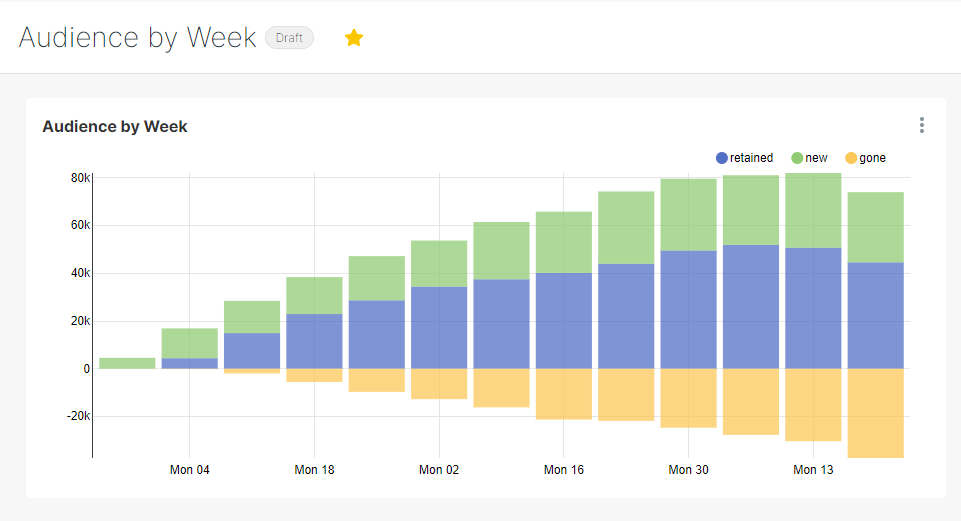 Audience by Week Draft
Audience by Week
retained new gone
80k
60k
40k
20k
0
-20k
Mon 04 Mon 18 Mon 02 Mon 16 Mon 30 Mon 13